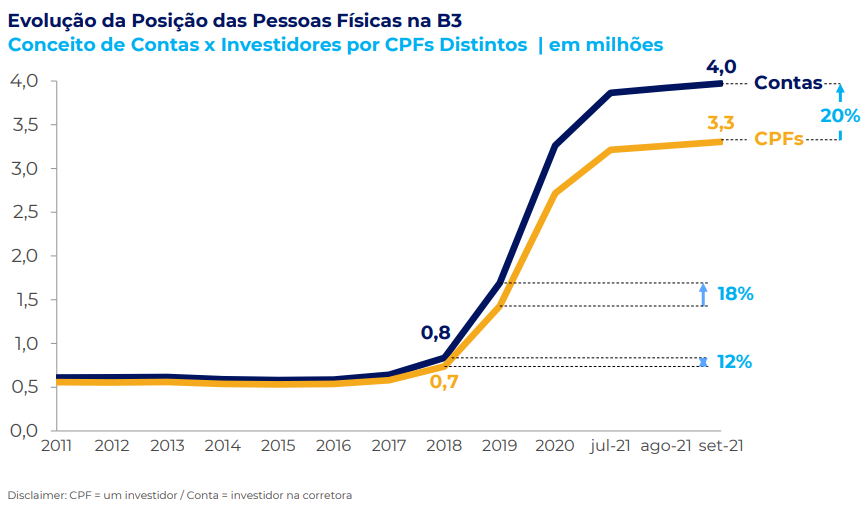 Evolução da Posição das Pessoas Físicas na B3
Conceito de Contas x Investidores por CPFs Distintos | em milhões
4,0
3,5
3,0
2,5
2,0
1,5
1,0
0,5
0,0
4,0
Contas
20%
3,3
CPFs
18%
0,8
12%
0,7
2011 2012 2013 2014 2015 2016 2017 2018 2019 2020 jul-21 ago-21 set-21
Disclaimer: CPF = um investidor / Conta = investidor na corretora